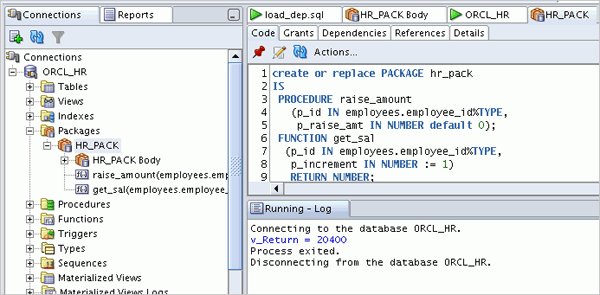 Connections
Reports
Connections
ORCL_HR
Tables
Views
Indexes
Packages
HR_PACK
HR_PACK Body
raise_amount(employees.emp
get_sal(employees.employee_
Procedures
Functions
Triggers
Types
Sequences
Materialized Views
Materialized Views Logs
load_dep.sql
HR_PACK Body
ORCL_HR
HR_PACK
Code Grants Dependencies References Details
Actions...
1 create or replace PACKAGE hr_pack
2 IS
3 PROCEDURE raise_amount
4 (p_id IN employees.employee_id%TYPE,
5 p_raise_amt IN NUMBER default 0);
6 FUNCTION get_sal
7 (p_id IN employees.employee_id%TYPE,
8 p_increment IN NUMBER := 1)
9 RETURN NUMBER;
Running - Log
Connecting to the database ORCL_HR.
v_Return = 20400
Process exited.
Disconnecting from the database ORCL_HR.